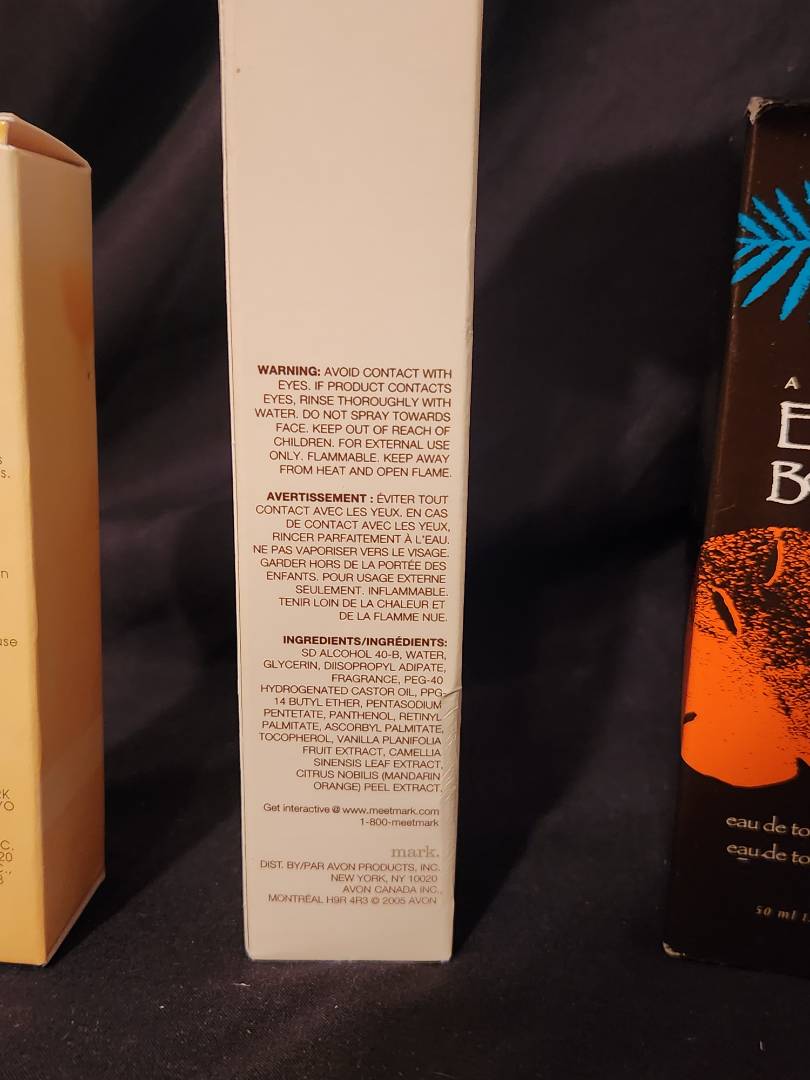 WARNING: AVOID CONTACT WITH
EYES. IF PRODUCT CONTACTS
EYES, RINSE THOROUGHLY WITH
WATER. DO NOT SPRAY TOWARDS
FACE. KEEP OUT OF REACH OF
CHILDREN. FOR EXTERNAL USE
ONLY. FLAMMABLE. KEEP AWAY
FROM HEAT AND OPEN FLAME.
AVERTISSEMENT : ÉVITER TOUT
CONTACT AVEC LES YEUX. EN CAS
DE CONTACT AVEC LES YEUX,
RINCER PARFAITEMENT À L'EAU.
NE PAS VAPORISER VERS LE VISAGE.
GARDER HORS DE LA PORTÉE DES
ENFANTS. POUR USAGE EXTERNE
SEULEMENT. INFLAMMABLE.
TENIR LOIN DE LA CHALEUR ET
DE LA FLAMME NUE.
INGREDIENTS/INGRÉDIENTS:
SD ALCOHOL 40-B, WATER,
GLYCERIN, DIISOPROPYL ADIPATE,
FRAGRANCE, PEG-40
HYDROGENATED CASTOR OIL, PPG-
14 BUTYL ETHER, PENTASODIUM
PENTETATE, PANTHENOL, RETINYL
PALMITATE, ASCORBYL PALMITATE,
TOCOPHEROL, VANILLA PLANIFOLIA
FRUIT EXTRACT, CAMELLIA
SINENSIS LEAF EXTRACT,
CITRUS NOBILIS (MANDARIN
ORANGE) PEEL EXTRACT.
Get interactive @ www.meetmark.com
1-800-meetmark
mark.
DIST. BY/PAR AVON PRODUCTS, INC.
NEW YORK, NY 10020
AVON CANADA INC.,
MONTRÉAL H9R 4R3 © 2005 AVON
eau de to
eau de to
50 ml